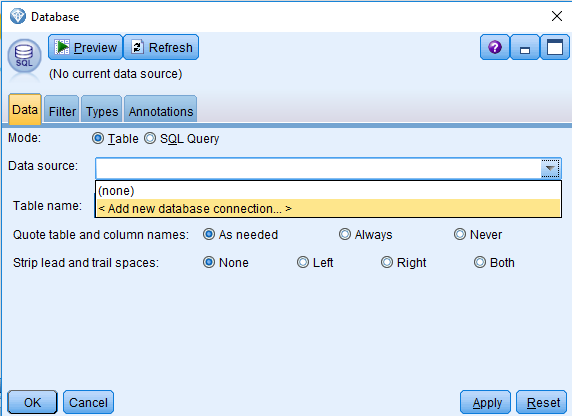 Database
SQL
Preview Refresh
?
(No current data source)
Data Filter Types Annotations
Mode: Table SQL Query
Data source:
(none)
Table name: < Add new database connection... >
Quote table and column names: As needed Always Never
Strip lead and trail spaces: None Left Right Both
OK Cancel Apply Reset